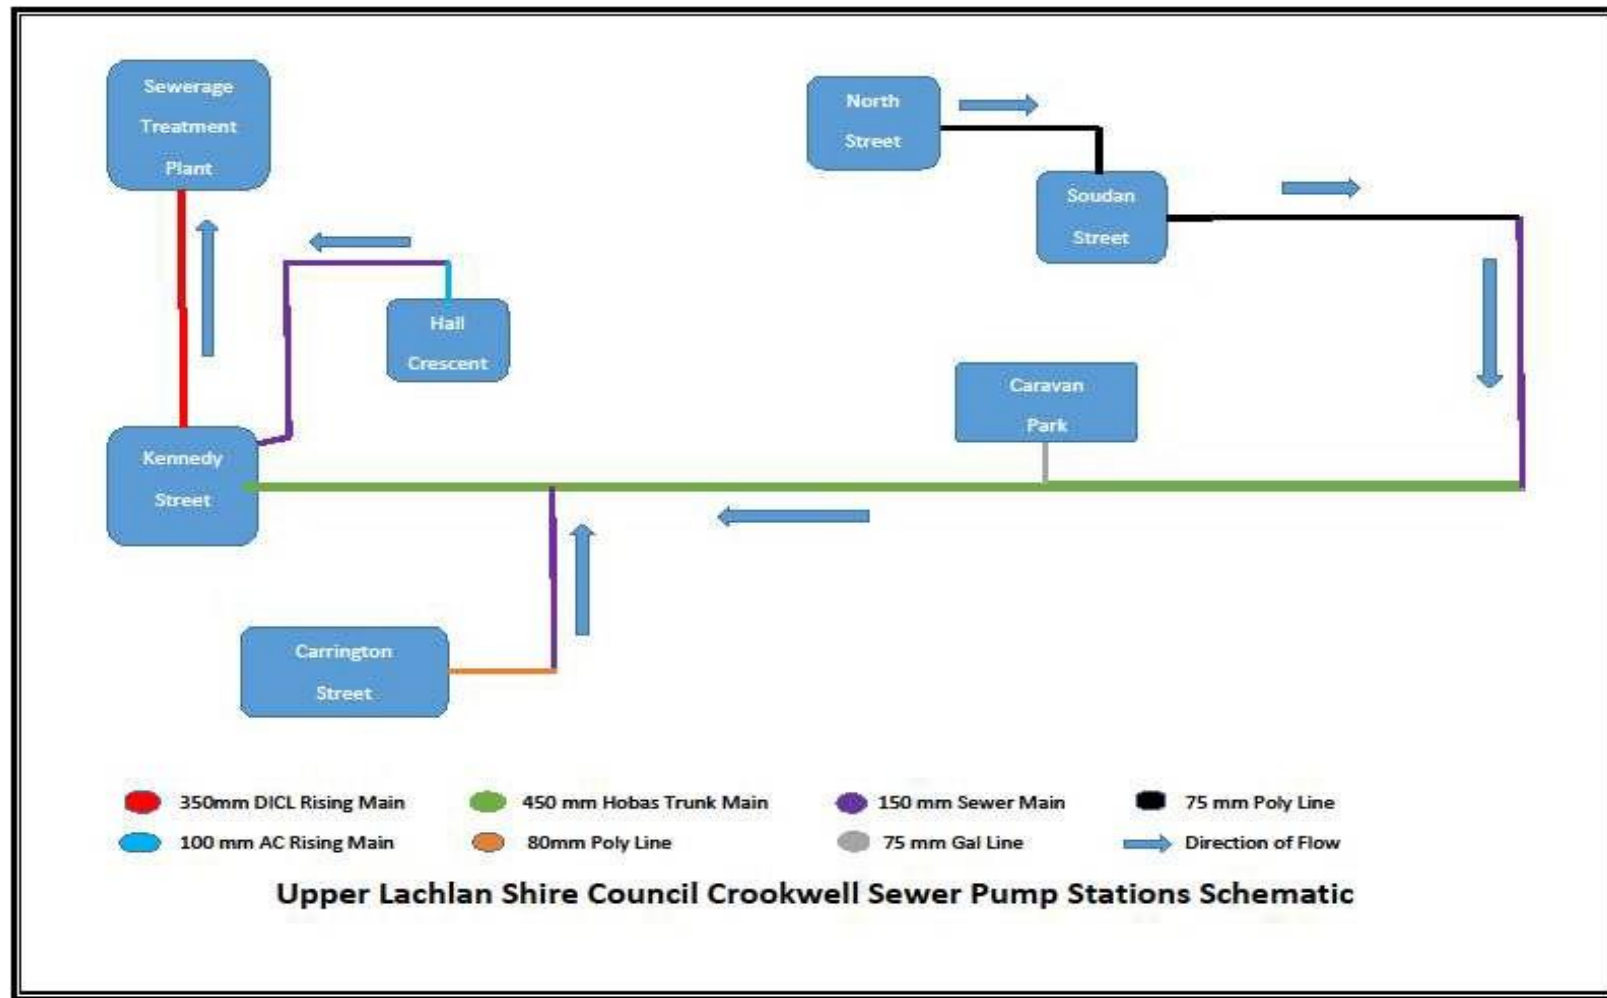 Sewerage
Treatment
Plant
North
Street
Soudan
Street
Hall
Crescent
Caravan
Park
Kennedy
Street
Carrington
Street
350mm DICL Rising Main
450 mm Hobas Trunk Main
150 mm Sewer Main
75 mm Poly Line
100 mm AC Rising Main
80mm Poly Line
75 mm Gal Line
Direction of Flow
Upper Lachlan Shire Council Crookwell Sewer Pump Stations Schematic